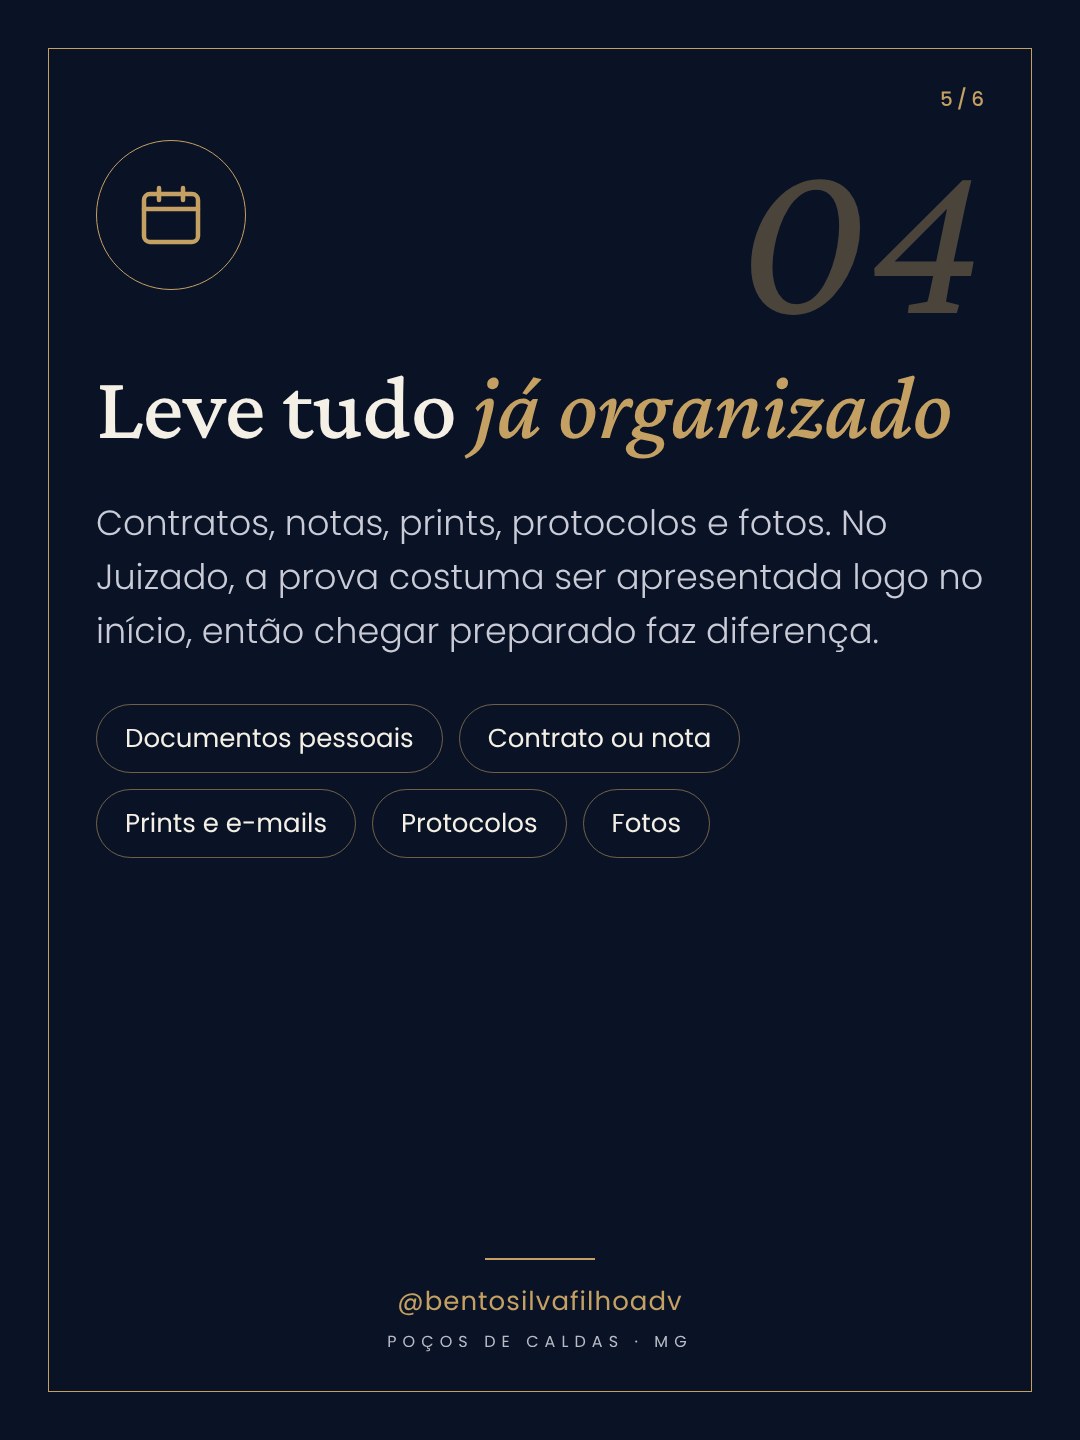 5 / 6
04
Leve tudo já organizado
Contratos, notas, prints, protocolos e fotos. No
Juizado, a prova costuma ser apresentada logo no
início, então chegar preparado faz diferença.
Documentos pessoais
Contrato ou nota
Prints e e-mails
Protocolos
Fotos
@bentosilvafilhoadv
POÇOS DE CALDAS · MG